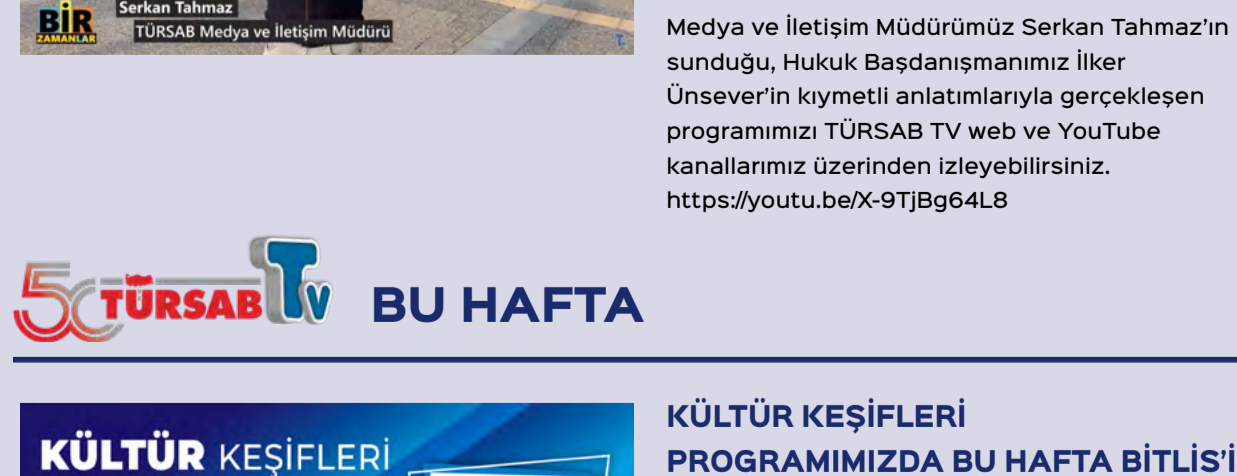 Serkan Tahmaz
BİR
ZAMANLAR
TÜRSAB Medya ve İletişim Müdürü
Medya ve İletişim Müdürümüz Serkan Tahmaz’ın
sunduğu, Hukuk Başdanışmanımız İlker
Ünsever’in kıymetli anlatımlarıyla gerçekleşen
programımızı TÜRSAB TV web ve YouTube
kanallarımız üzerinden izleyebilirsiniz.
https://youtu.be/X-9TjBg64L8
50 TÜRSAB TV BU HAFTA
KÜLTÜR KEŞİFLERİ
KÜLTÜR KEŞİFLERİ
PROGRAMIMIZDA BU HAFTA BİTLİS’İ